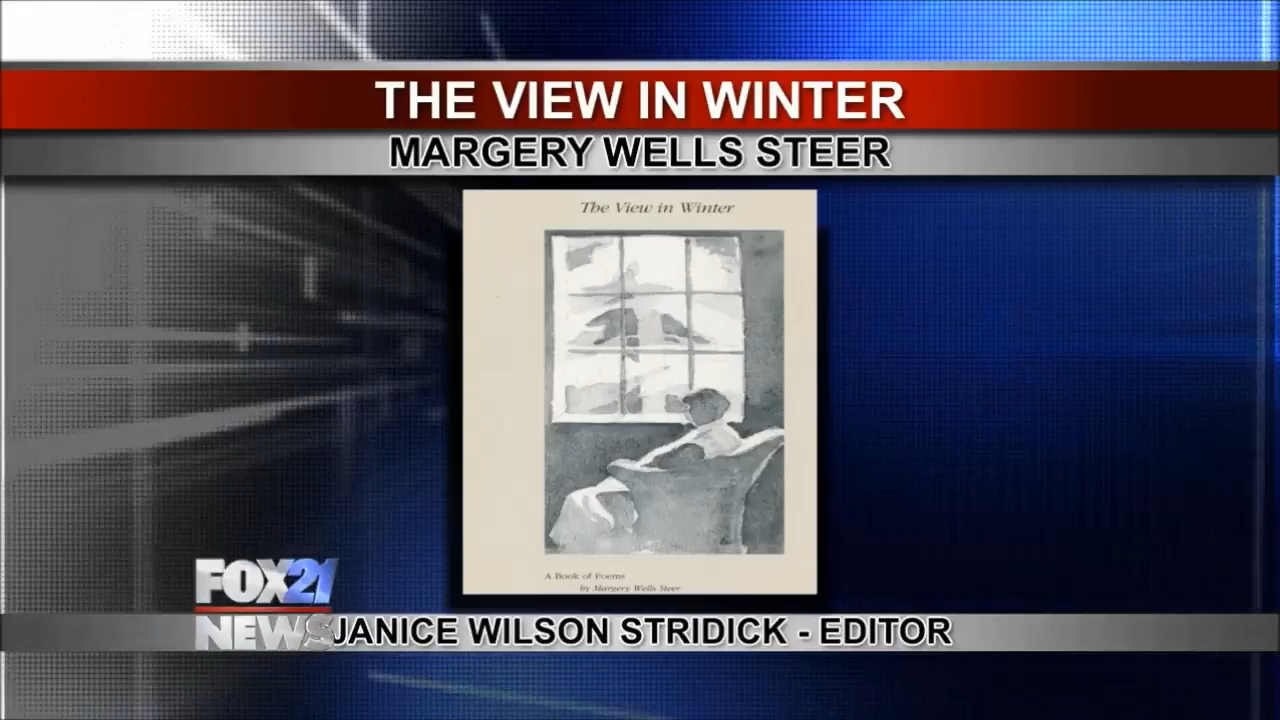 THE VIEW IN WINTER
MARGERY WELLS STEER
The View in Winter
A Book of Poems
by Margery Wells Steer
FOX21
NEWS
JANICE WILSON STRIDICK - EDITOR